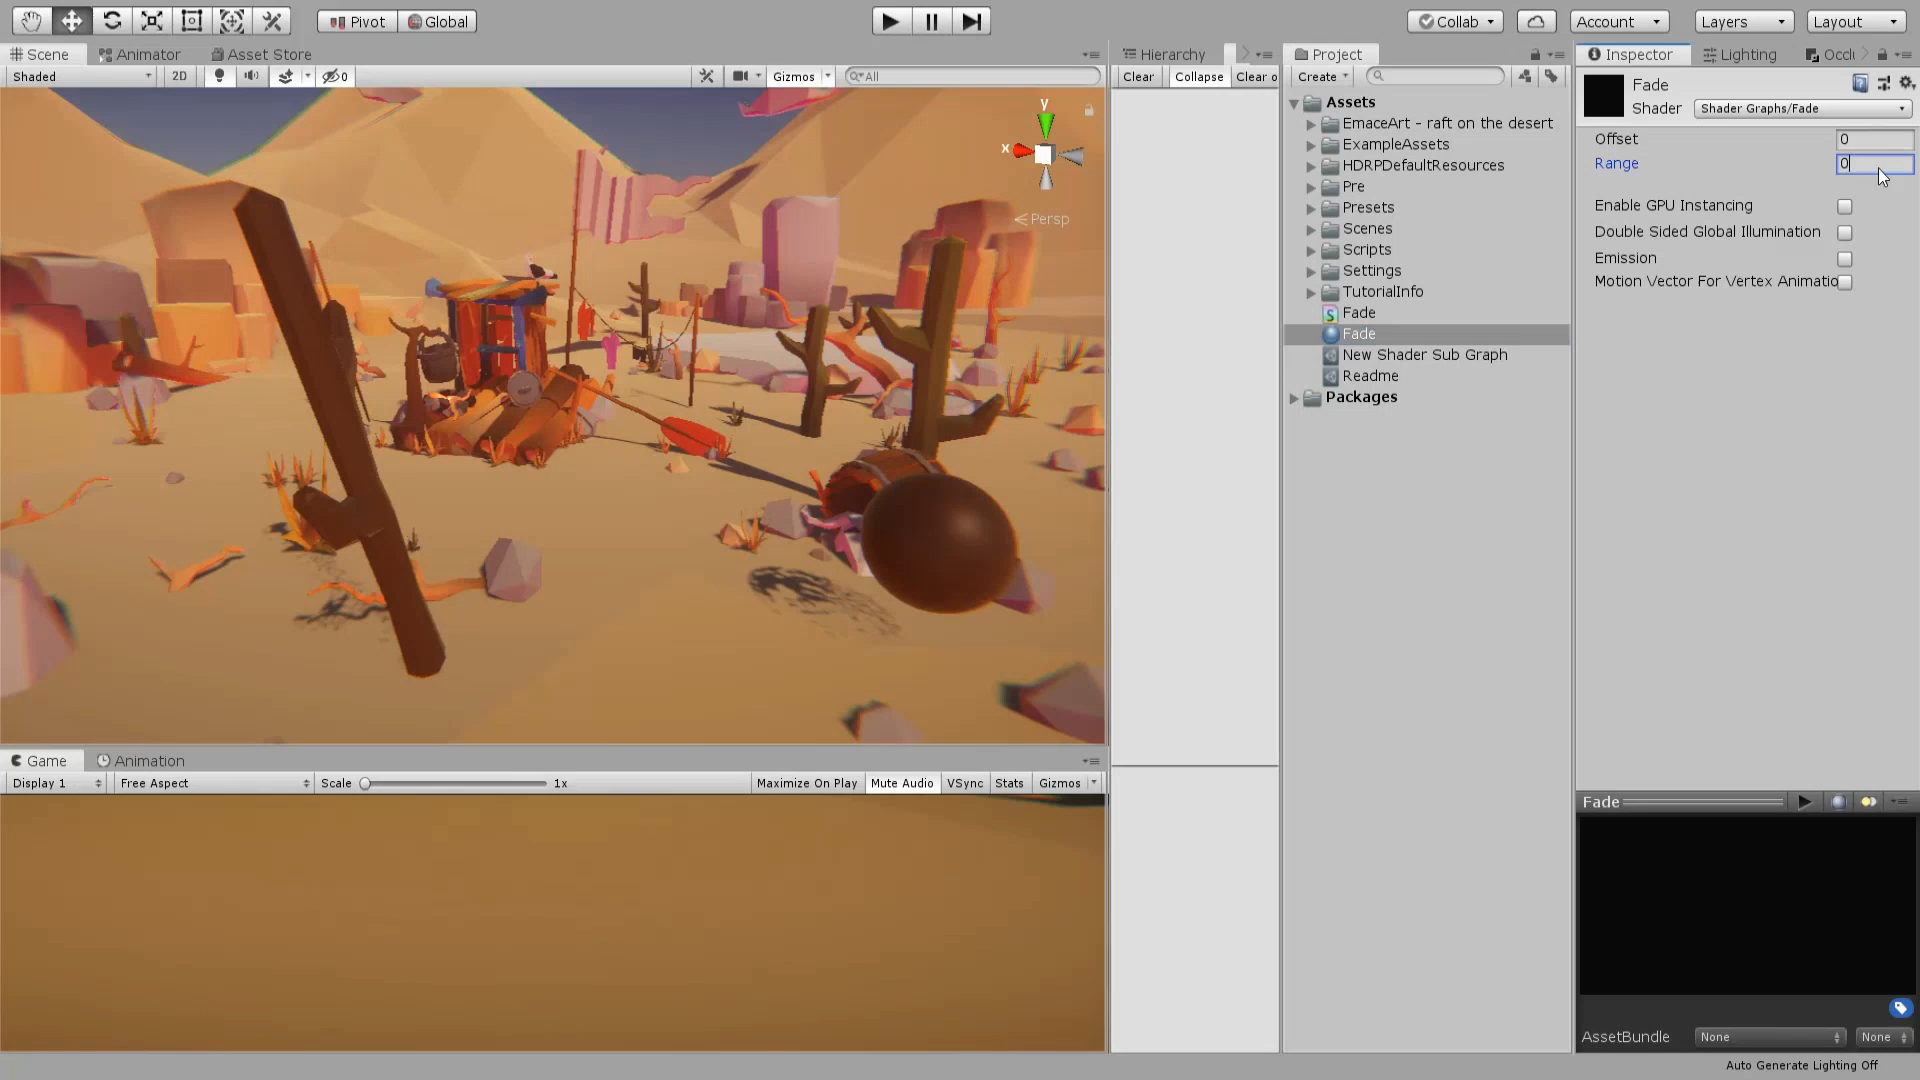 Pivot Global Collab Account Layers Layout
Scene Animator Asset Store
Shaded 2D 0 Gizmos All
y
x
Persp
Game Animation
Display 1 Free Aspect Scale 1x Maximize On Play Mute Audio VSync Stats Gizmos
Hierarchy
Clear Collapse Clear o
Project
Create
Assets
EmaceArt - raft on the desert
ExampleAssets
HDRPDefaultResources
Pre
Presets
Scenes
Scripts
Settings
TutorialInfo
Fade
Fade
New Shader Sub Graph
Readme
Packages
Inspector Lighting Occl
Fade
Shader Shader Graphs/Fade
Offset 0
Range 0
Enable GPU Instancing
Double Sided Global Illumination
Emission
Motion Vector For Vertex Animatio
Fade
AssetBundle None None
Auto Generate Lighting Off